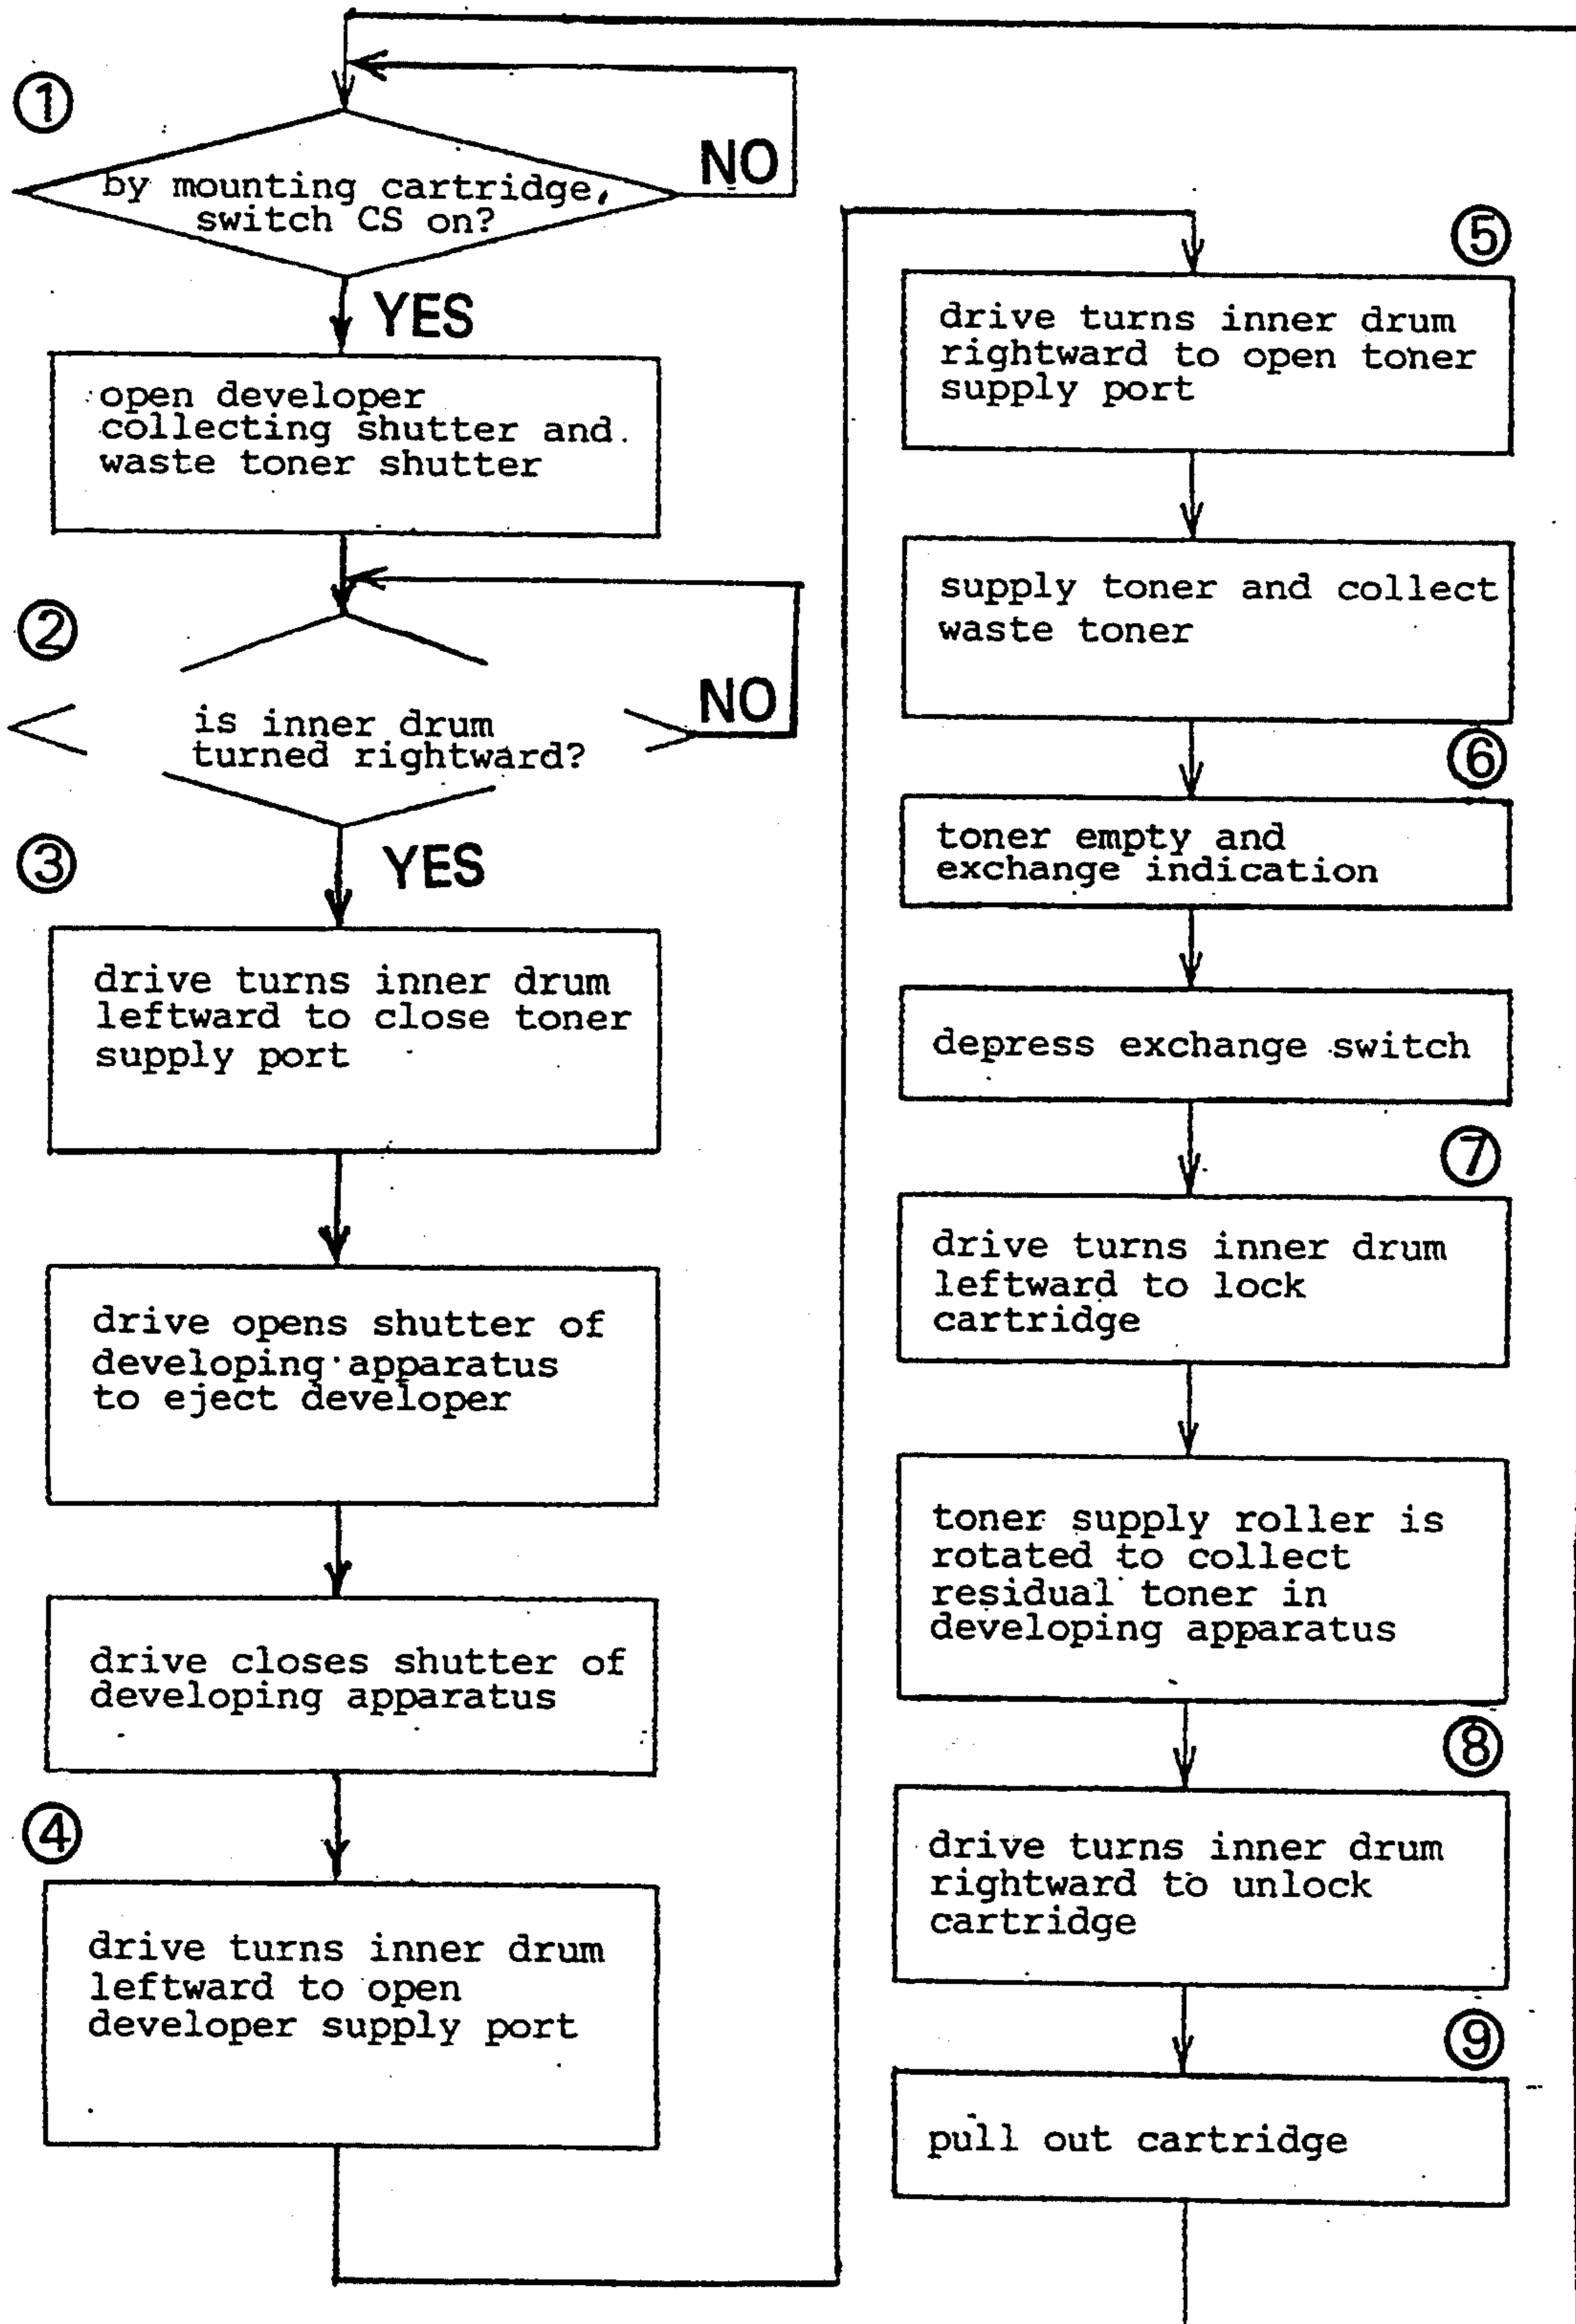 ①
NO
by mounting cartridge,
switch CS on?
YES
open developer
collecting shutter and
waste toner shutter
②
NO
is inner drum
turned rightward?
③
YES
drive turns inner drum
leftward to close toner
supply port
drive opens shutter of
developing apparatus
to eject developer
drive closes shutter of
developing apparatus
④
drive turns inner drum
leftward to open
developer supply port
⑤
drive turns inner drum
rightward to open toner
supply port
supply toner and collect
waste toner
⑥
toner empty and
exchange indication
depress exchange switch
⑦
drive turns inner drum
leftward to lock
cartridge
toner supply roller is
rotated to collect
residual toner in
developing apparatus
⑧
drive turns inner drum
rightward to unlock
cartridge
⑨
pull out cartridge